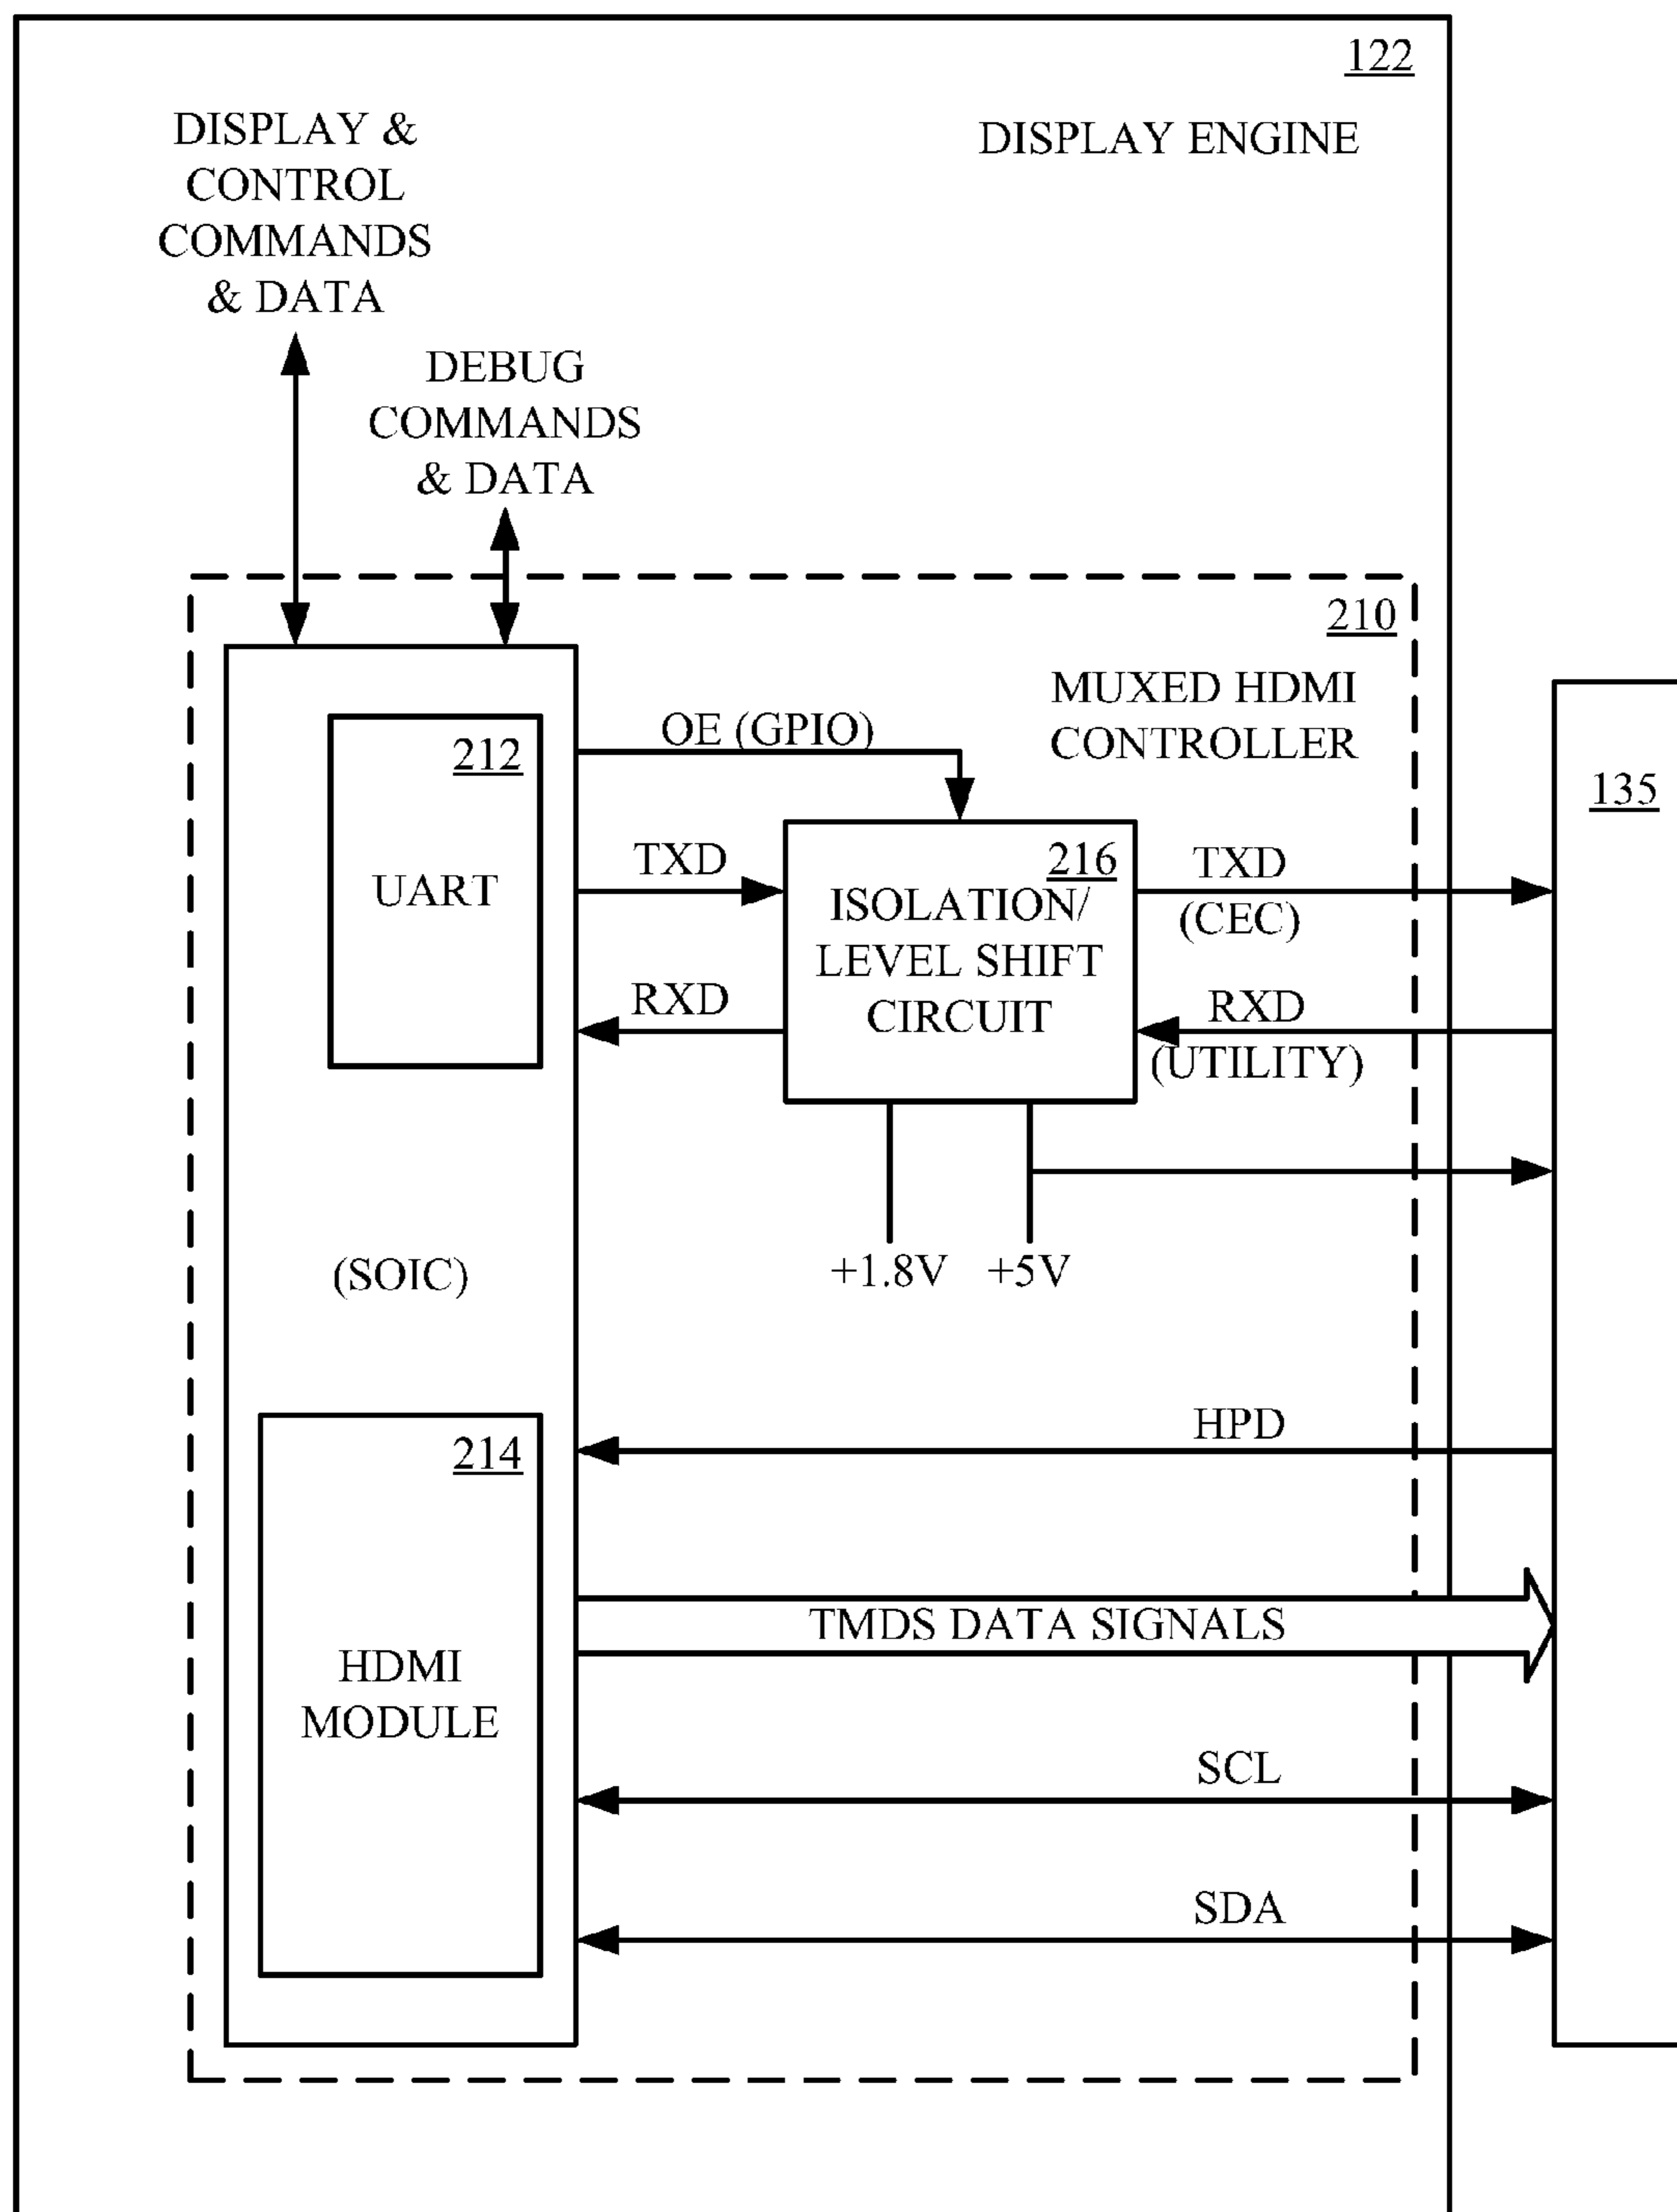 122
DISPLAY ENGINE
DISPLAY &
CONTROL
COMMANDS
& DATA
DEBUG
COMMANDS
& DATA
210
MUXED HDMI
CONTROLLER
135
212
UART
OE (GPIO)
TXD
RXD
216
ISOLATION/
LEVEL SHIFT
CIRCUIT
TXD
(CEC)
RXD
(UTILITY)
+1.8V
+5V
(SOIC)
214
HDMI
MODULE
HPD
TMDS DATA SIGNALS
SCL
SDA